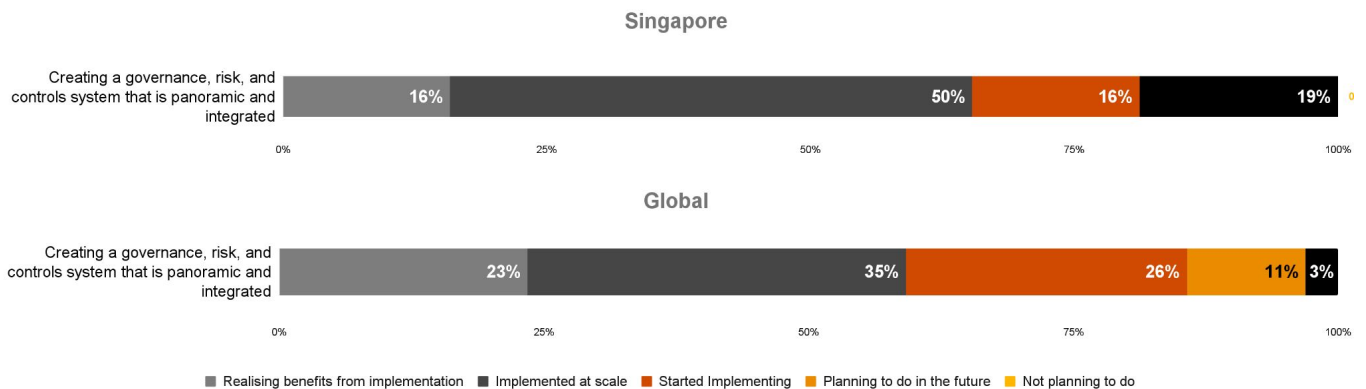 Singapore
Creating a governance, risk, and
controls system that is panoramic and
integrated
16% 50% 16% 19% 0
0% 25% 50% 75% 100%
Global
Creating a governance, risk, and
controls system that is panoramic and
integrated
23% 35% 26% 11% 3%
0% 25% 50% 75% 100%
Realising benefits from implementation Implemented at scale Started Implementing Planning to do in the future Not planning to do